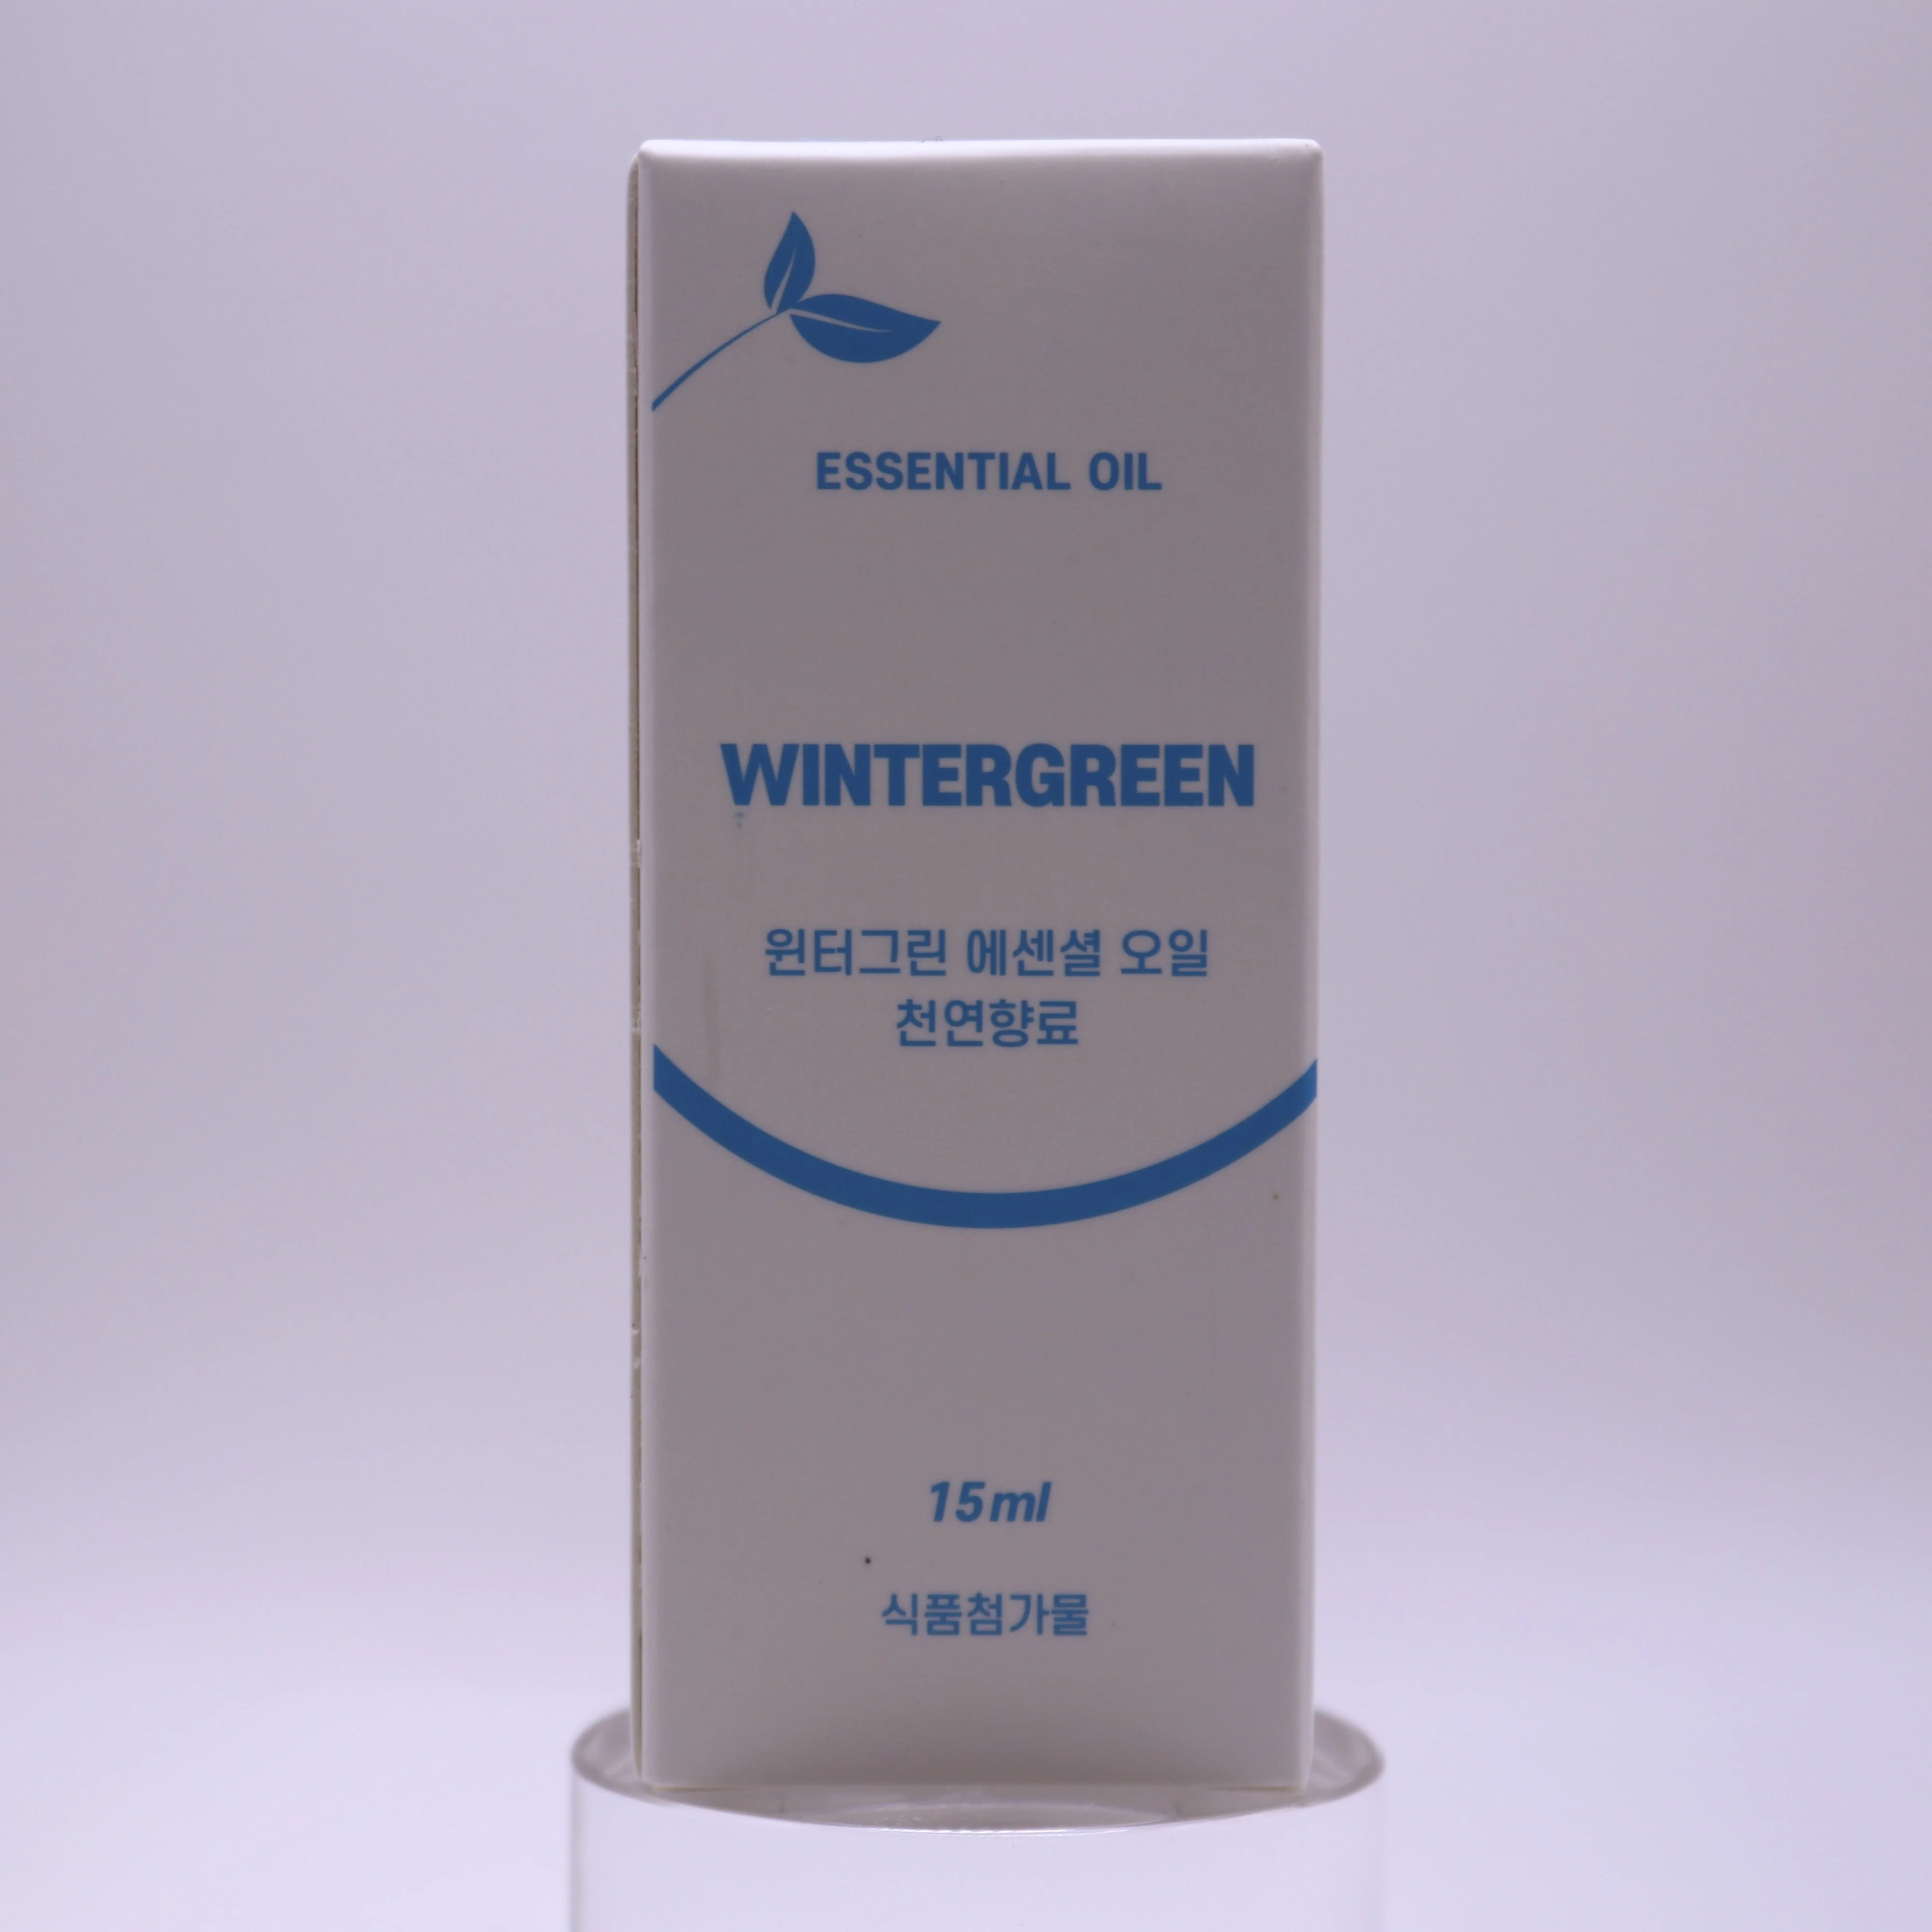 ESSENTIAL OIL
WINTERGREEN
윈터그린 에센셜 오일
천연향료
15ml
식품첨가물